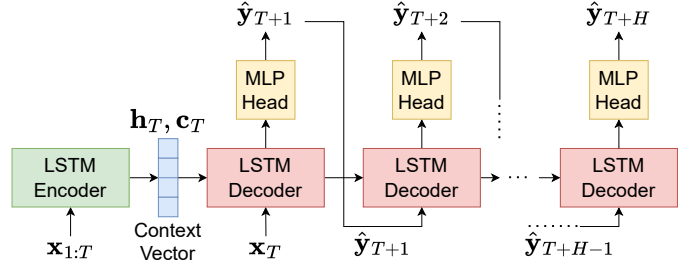 ŷ_{T+1}
ŷ_{T+2}
ŷ_{T+H}
MLP
Head
MLP
Head
MLP
Head
h_T, c_T
LSTM
Encoder
LSTM
Decoder
LSTM
Decoder
...
LSTM
Decoder
Context
Vector
x_{1:T}
x_T
ŷ_{T+1}
ŷ_{T+H−1}